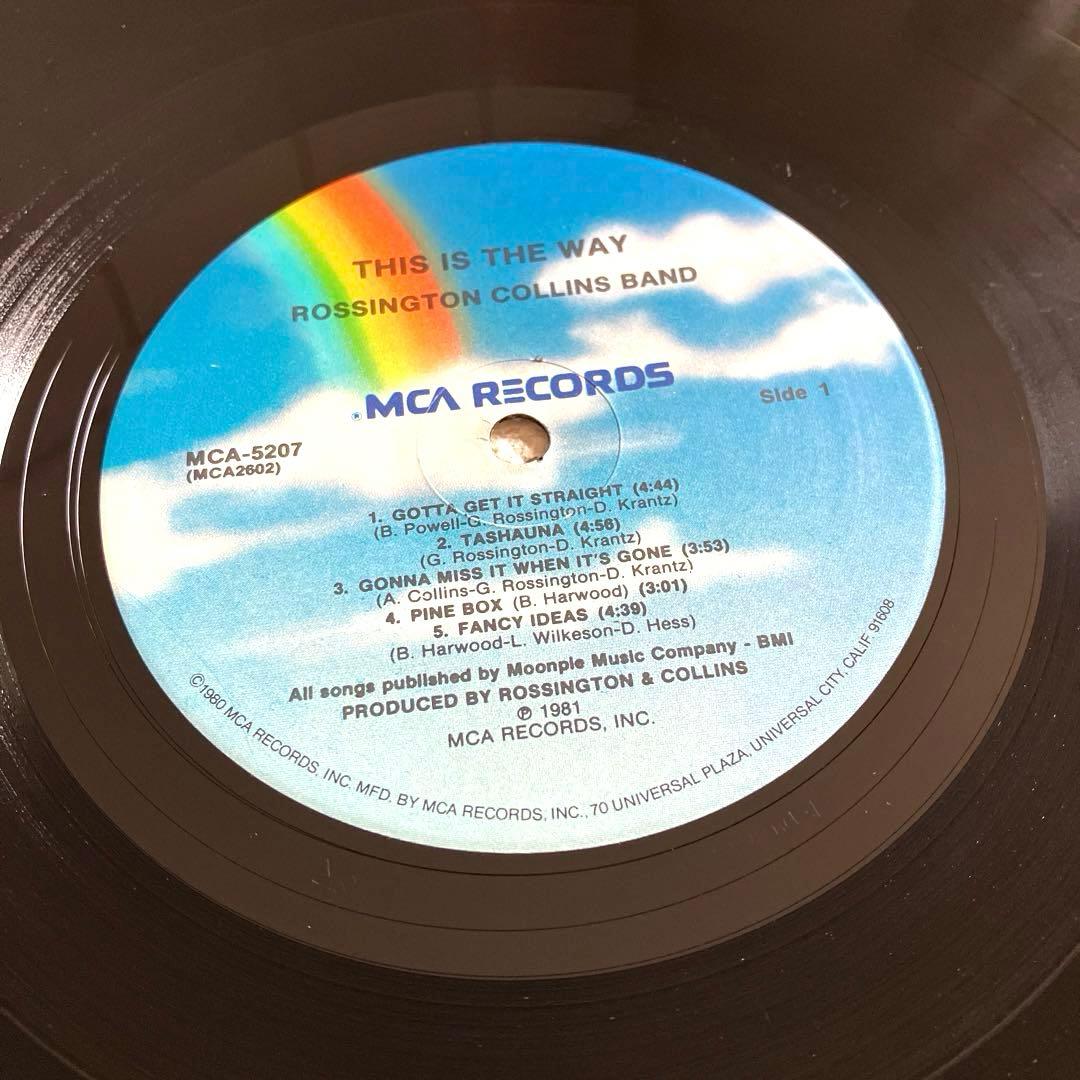 THIS IS THE WAY
ROSSINGTON COLLINS BAND
® MCA RECORDS
Side 1
MCA-5207
(MCA2602)
1. GOTTA GET IT STRAIGHT (4:44)
(B. Powell-G. Rossington-D. Krantz)
2. TASHAUNA (4:56)
(G. Rossington-D. Krantz)
3. GONNA MISS IT WHEN IT'S GONE (3:53)
(A. Collins-G. Rossington-D. Krantz)
4. PINE BOX (B. Harwood) (3:01)
5. FANCY IDEAS (4:39)
(B. Harwood-L. Wilkeson-D. Hess)
All songs published by Moonpie Music Company - BMI
PRODUCED BY ROSSINGTON & COLLINS
℗ 1981
MCA RECORDS, INC.
©1980 MCA RECORDS, INC. MFD. BY MCA RECORDS, INC., 70 UNIVERSAL PLAZA, UNIVERSAL CITY, CALIF. 91608